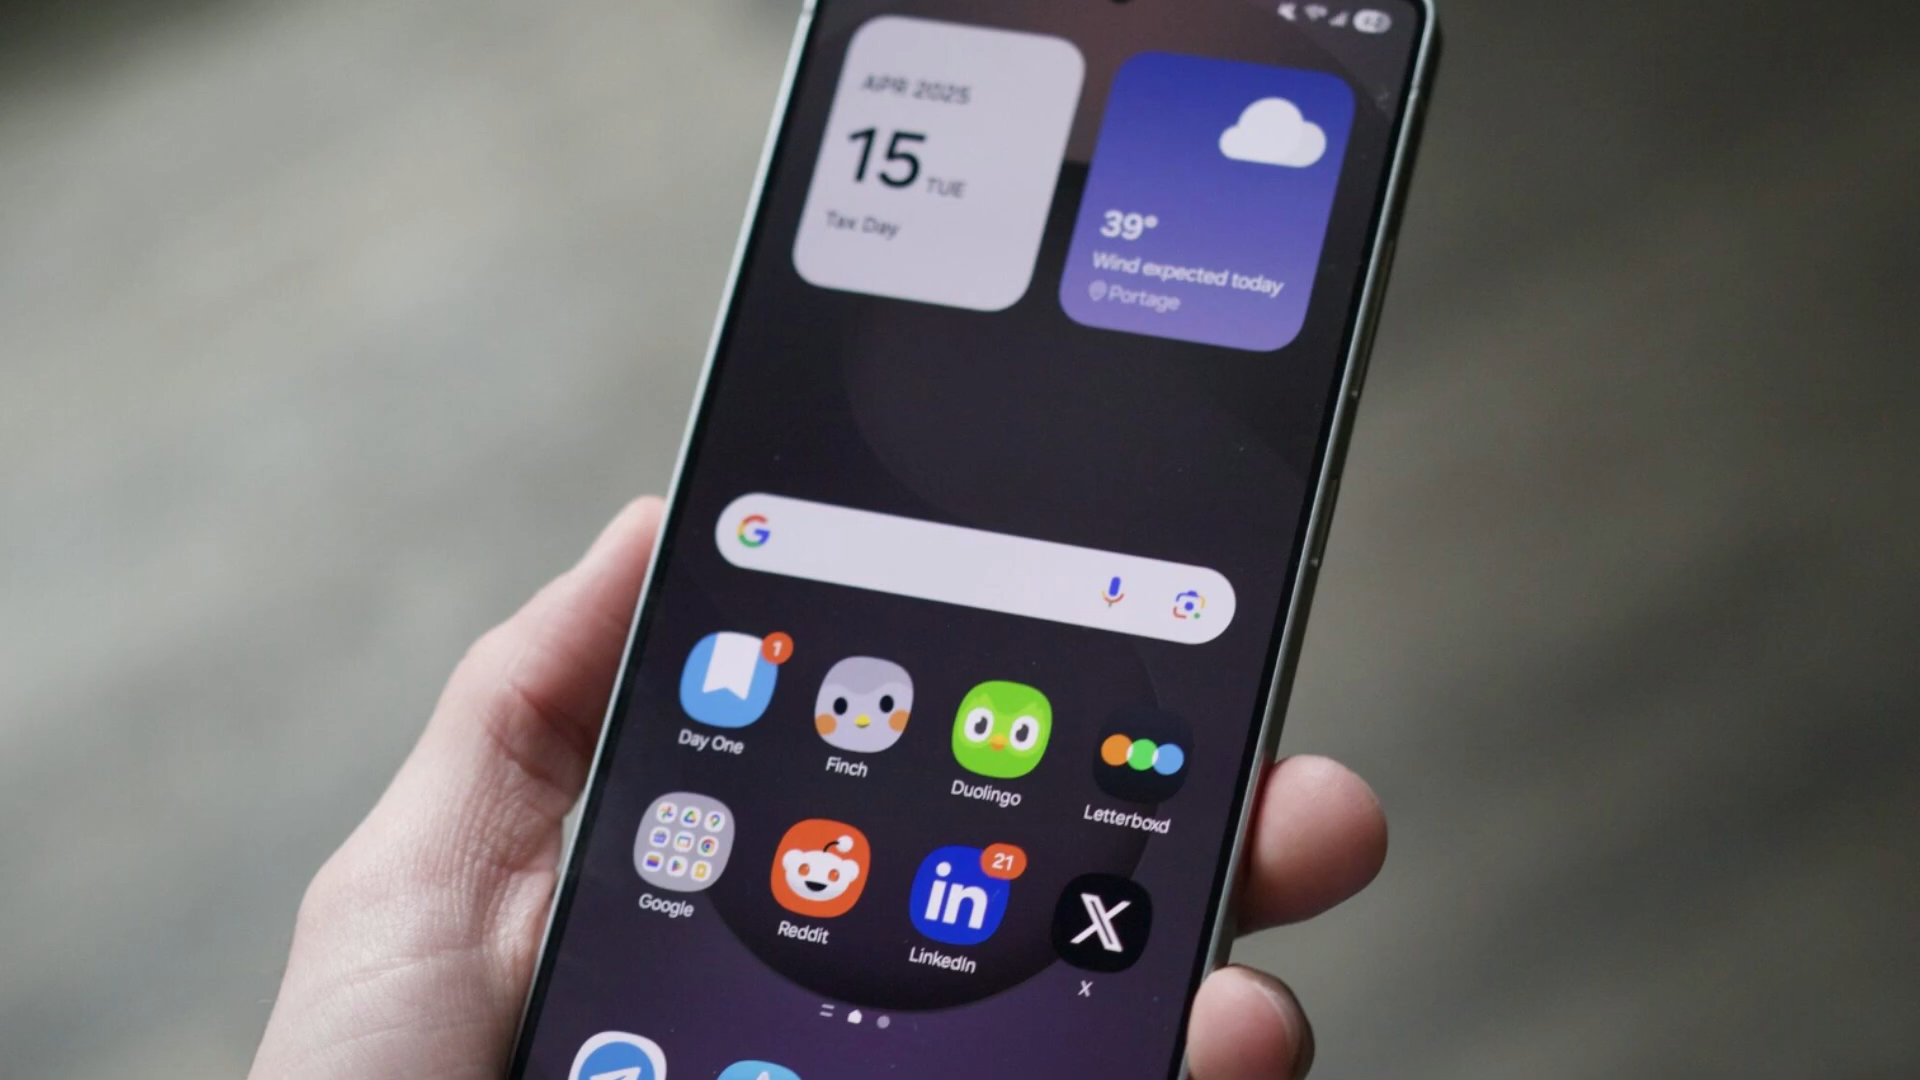 APR 2025
15 TUE
Tax Day
39°
Wind expected today
Portage
G
1
Day One
Finch
Duolingo
Letterboxd
Google
Reddit
in
21
LinkedIn
X
X